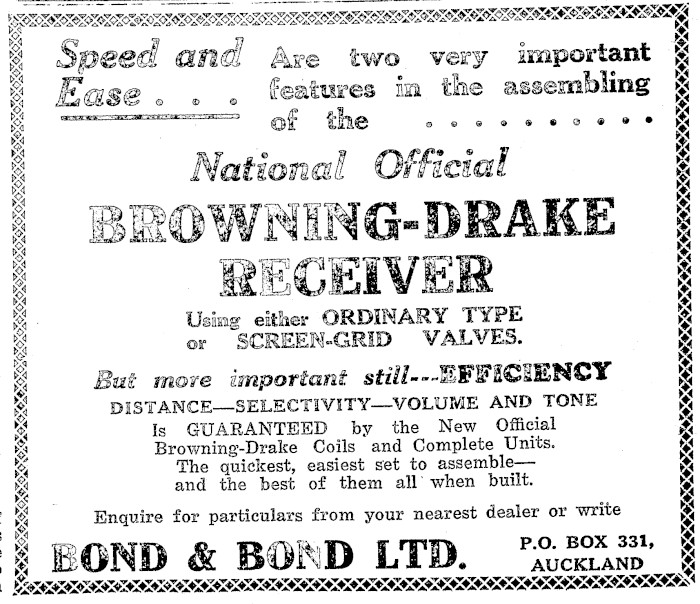 Speed and Ease . . .
Are two very important
features in the assembling
of the . . . . . . . . . .
National Official
BROWNING-DRAKE
RECEIVER
Using either ORDINARY TYPE
or SCREEN-GRID VALVES.
But more important still---EFFICIENCY
DISTANCE—SELECTIVITY—VOLUME AND TONE
Is GUARANTEED by the New Official
Browning-Drake Coils and Complete Units.
The quickest, easiest set to assemble—
and the best of them all when built.
Enquire for particulars from your nearest dealer or write
BOND & BOND LTD.
P.O. BOX 331,
AUCKLAND